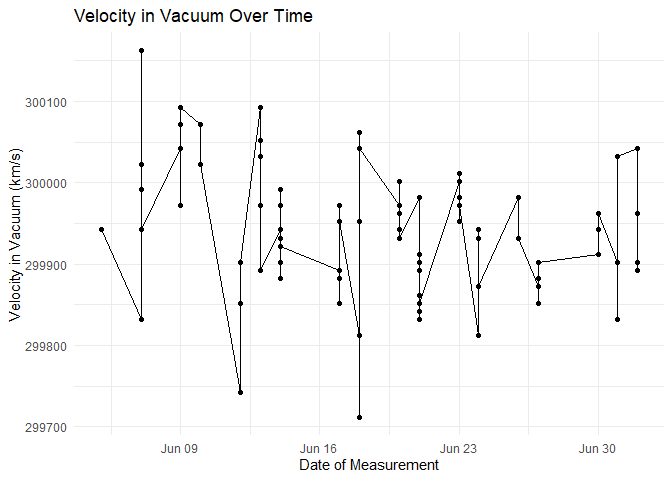 Velocity in Vacuum Over Time
300100
300000
299900
299800
299700
Velocity in Vacuum (km/s)
Jun 09 Jun 16 Jun 23 Jun 30
Date of Measurement